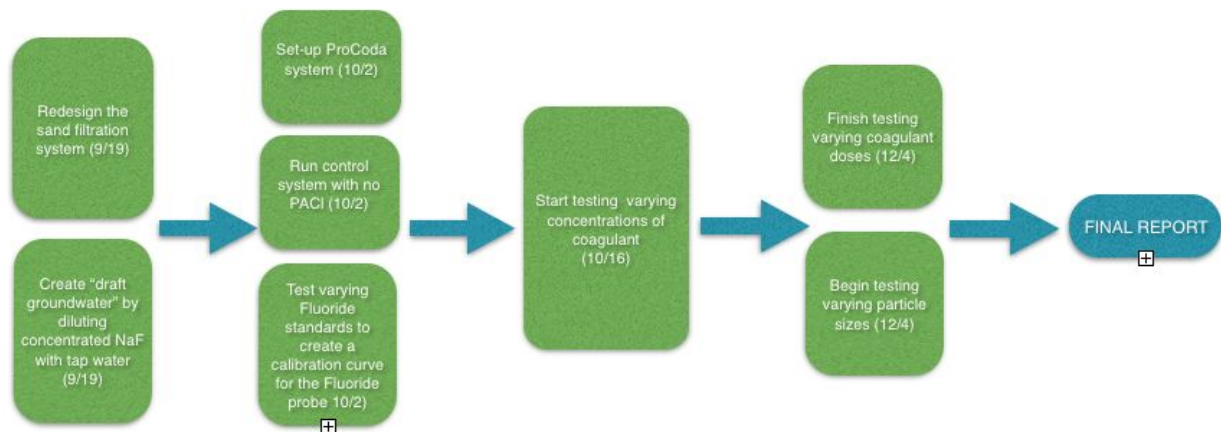 Redesign the
sand filtration
system (9/19)
Create “draft
groundwater” by
diluting
concentrated NaF
with tap water
(9/19)
Set-up ProCoda
system (10/2)
Run control
system with no
PACl (10/2)
Test varying
Fluoride
standards to
create a
calibration curve
for the Fluoride
probe 10/2)
Start testing varying
concentrations of
coagulant
(10/16)
Finish testing
varying coagulant
doses (12/4)
Begin testing
varying particle
sizes (12/4)
FINAL REPORT